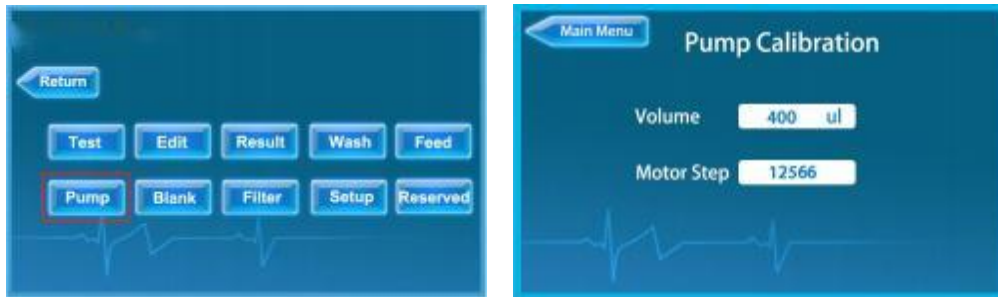 Return
Test Edit Result Wash Feed
Pump Blank Filter Setup Reserved
Main Menu
Pump Calibration
Volume 400 ul
Motor Step 12566